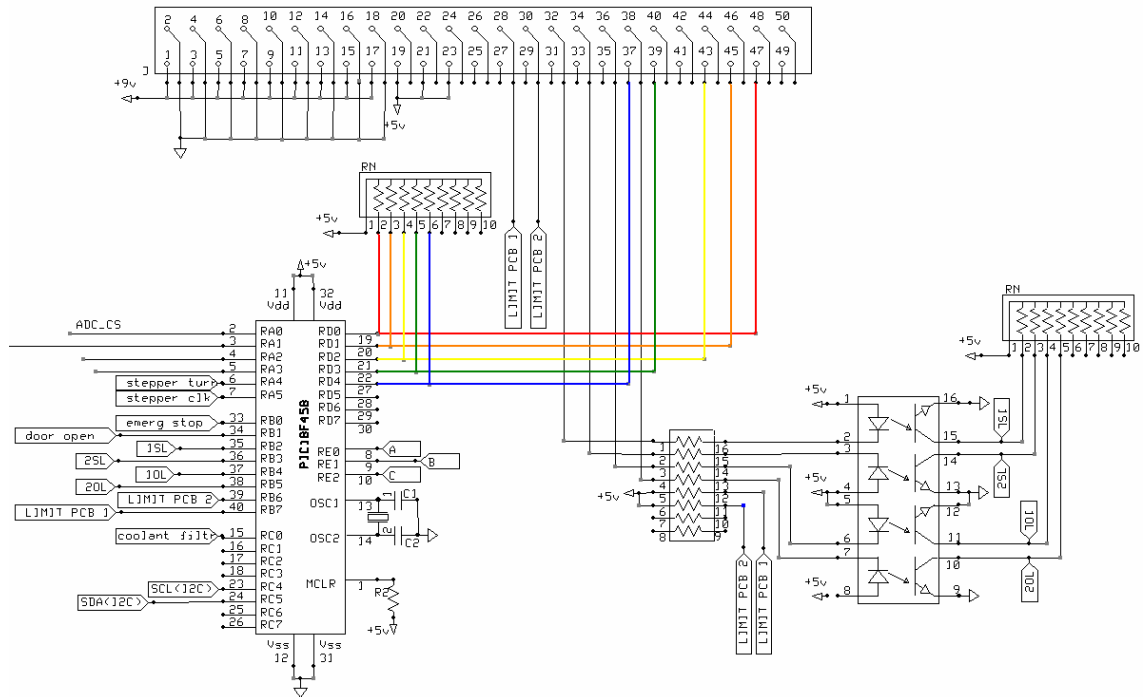 2 4 6 8 10 12 14 16 18 20 22 24 26 28 30 32 34 36 38 40 42 44 46 48 50
1 3 5 7 9 11 13 15 17 19 21 23 25 27 29 31 33 35 37 39 41 43 45 47 49
J
+9v
+5v
RN
+5v
1 2 3 4 5 6 7 8 9 10
LIMIT PCB 1
LIMIT PCB 2
+5v
11 32
Vdd Vdd
RN
+5v
1 2 3 4 5 6 7 8 9 10
ADC_CS
2 RA0 RD0 19
3 RA1 RD1 20
4 RA2 RD2 21
5 RA3 RD3 22
stepper turn 6 RA4 RD4 27
stepper clk 7 RA5 RD5 28
RD6 29
emerg stop 33 RB0 RD7 30
door open 34 RB1
1SL 35 RB2 RE0 8 A
2SL 36 RB3 RE1 9 B
1OL 37 RB4 RE2 10 C
2OL 38 RB5
LIMIT PCB 2 39 RB6 OSC1 13
LIMIT PCB 1 40 RB7
1 C1
2 C2
coolant filtr 15 RC0 OSC2 14
16 RC1
17 RC2
18 RC3
SCL(I2C) 23 RC4 MCLR 1
SDA(I2C) 24 RC5
25 RC6
26 RC7
PIC18F458
R2
+5v
Vss Vss
12 31
1 16
2 15
3 14
4 13
+5v
5 12
6 11
7 10
8 9
LIMIT PCB 2
LIMIT PCB 1
+5v
1 16
2 15
1SL
3 14
2SL
+5v
4 13
5 12
6 11
1OL
7 10
2OL
+5v
8 9